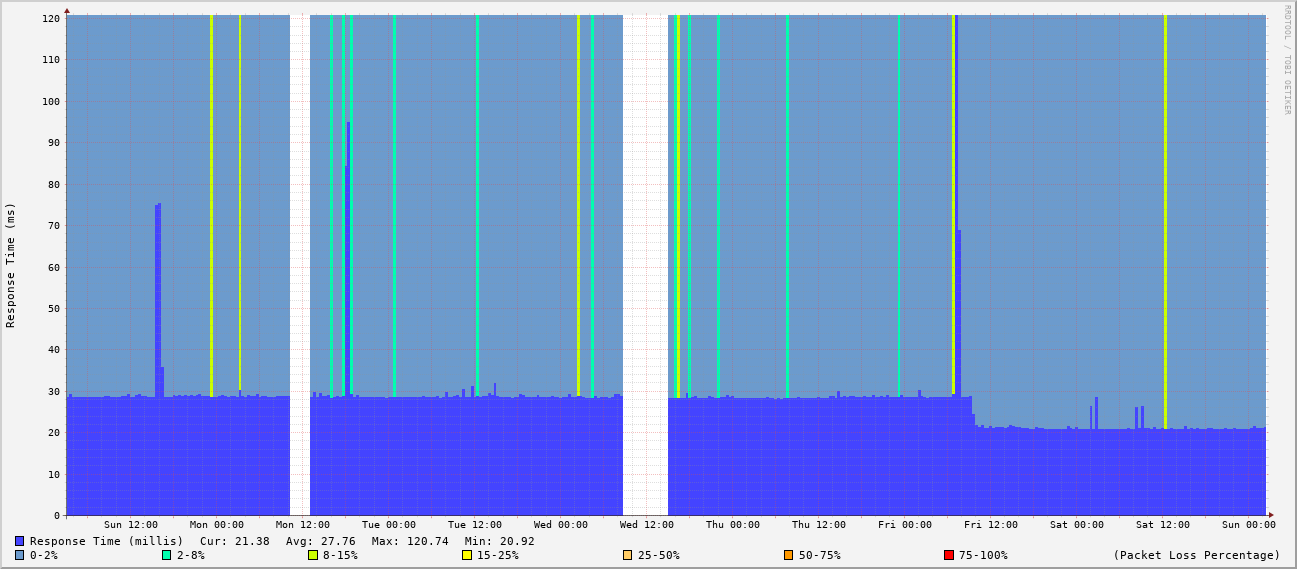 RRDTOOL / TOBI OETIKER
Response Time (ms)
120
110
100
90
80
70
60
50
40
30
20
10
0
Sun 12:00 Mon 00:00 Mon 12:00 Tue 00:00 Tue 12:00 Wed 00:00 Wed 12:00 Thu 00:00 Thu 12:00 Fri 00:00 Fri 12:00 Sat 00:00 Sat 12:00 Sun 00:00
Response Time (millis) Cur: 21.38 Avg: 27.76 Max: 120.74 Min: 20.92
0-2% 2-8% 8-15% 15-25% 25-50% 50-75% 75-100% (Packet Loss Percentage)